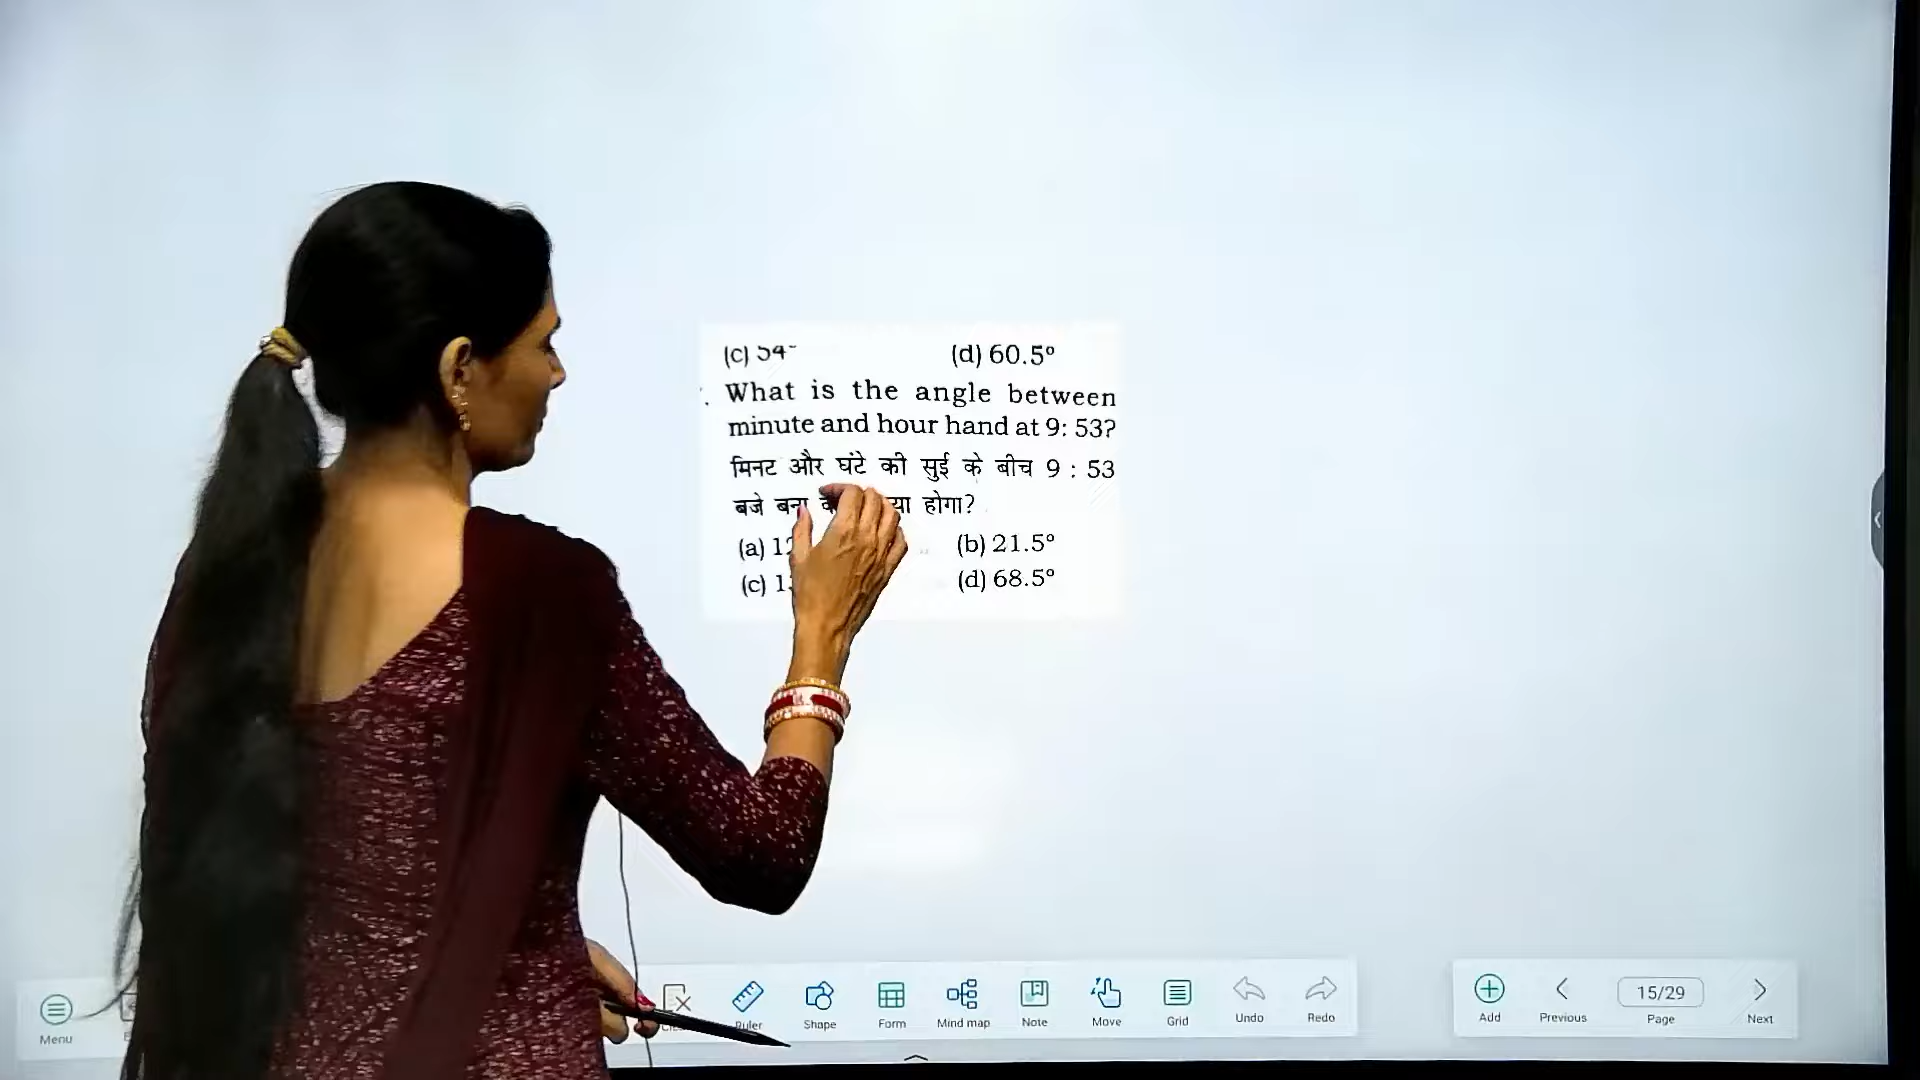 (c) 54° (d) 60.5°
What is the angle between
minute and hour hand at 9: 53?
मिनट और घंटे की सुई के बीच 9 : 53
बजे बना होगा?
(a) (b) 21.5°
(c) (d) 68.5°
Menu
Ruler
Shape
Form
Mind map
Note
Move
Grid
Undo
Redo
Add
Previous
15/29
Page
Next